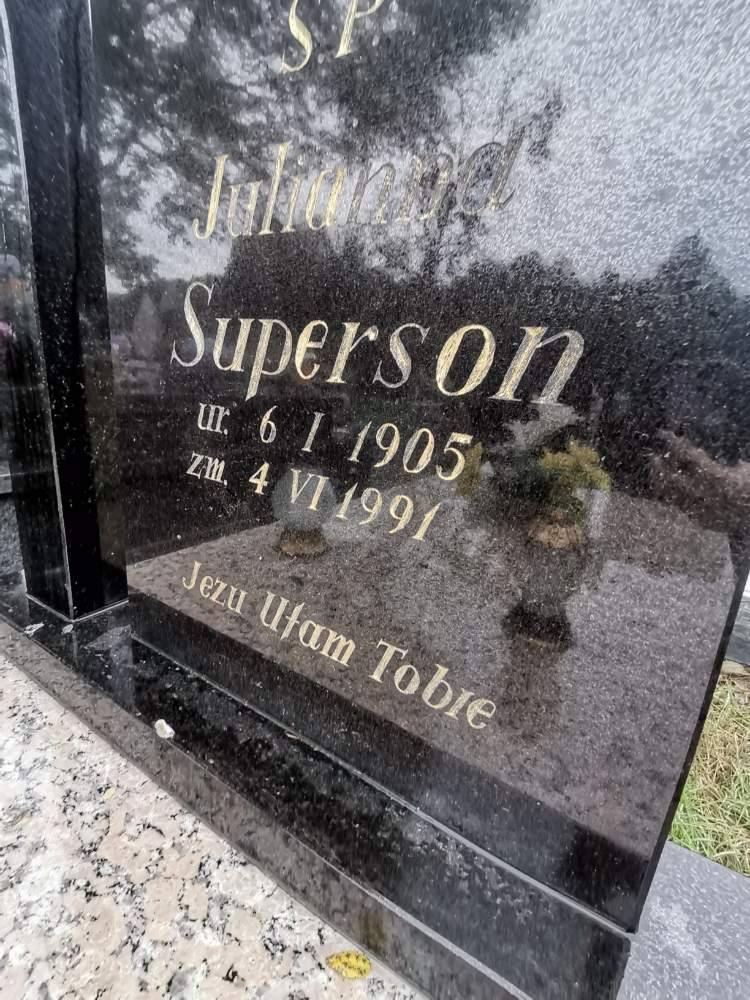 Ś.P
Julianna
Superson
ur. 6 I 1905
zm. 4 VI 1991
Jezu Ufam Tobie